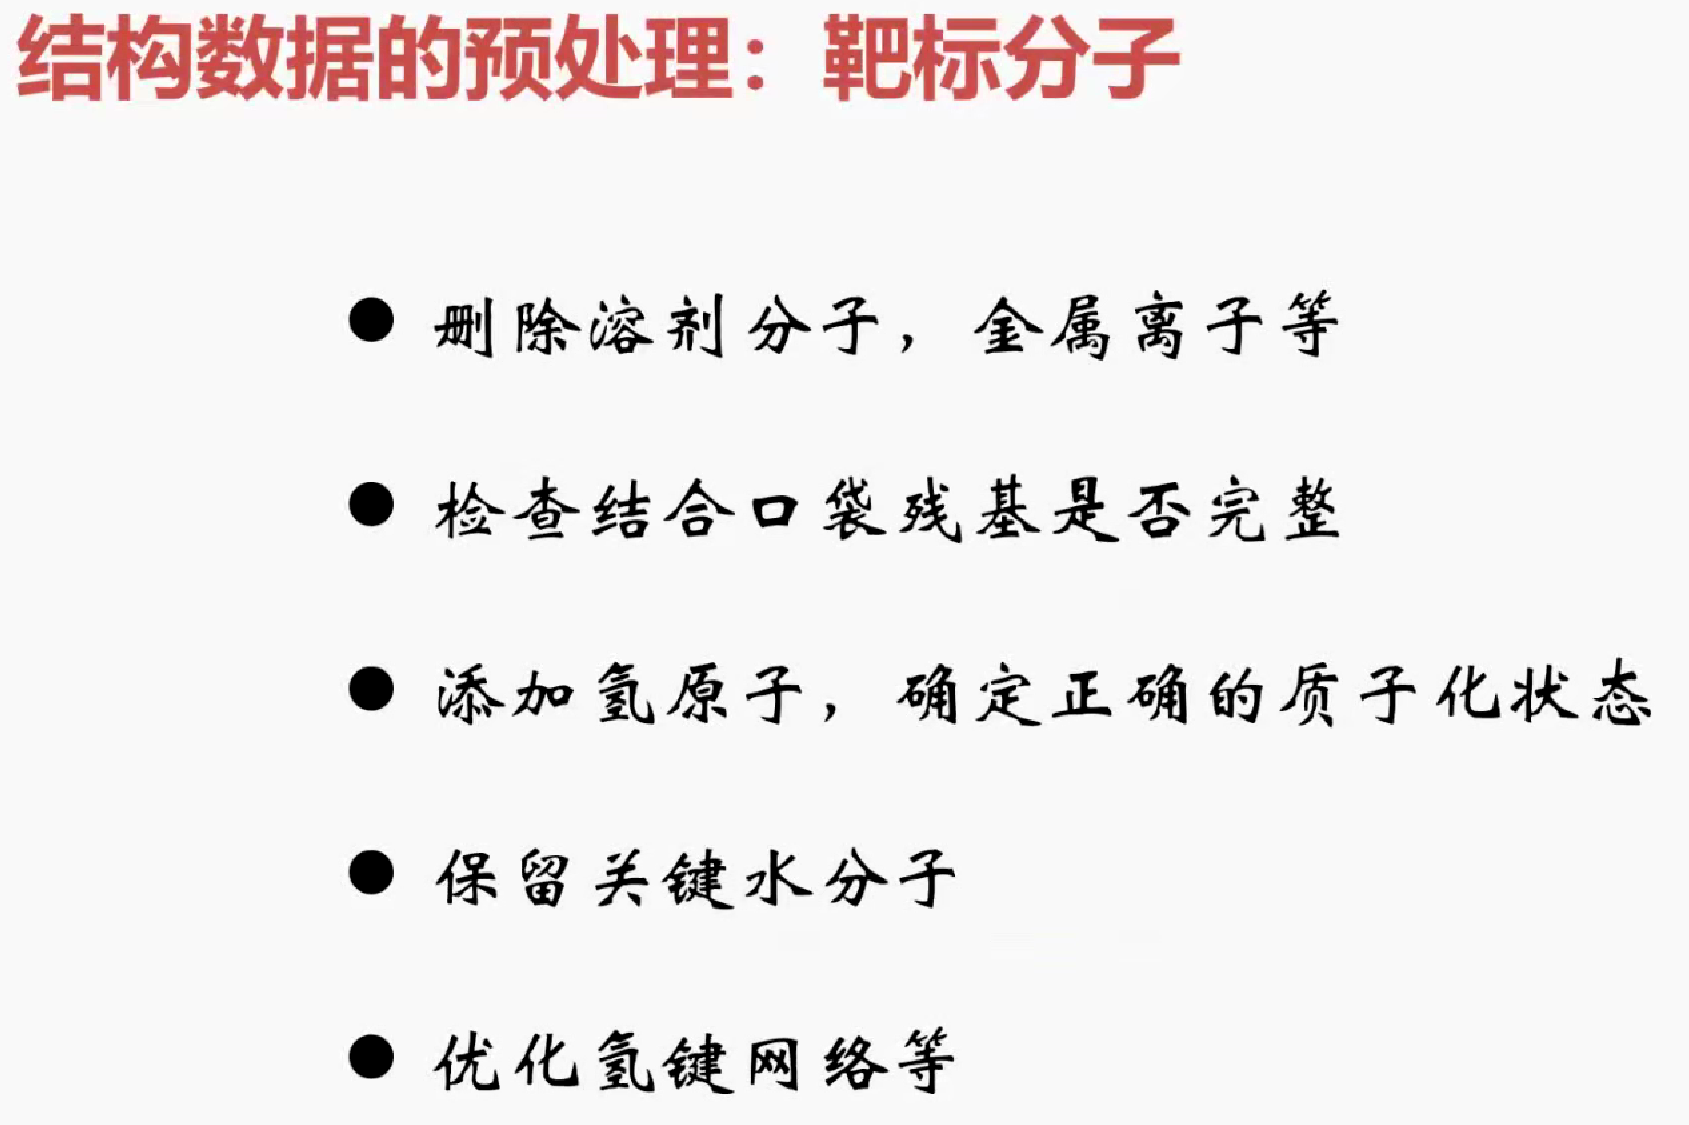 结构数据的预处理：靶标分子
● 删除溶剂分子，金属离子等
● 检查结合口袋残基是否完整
● 添加氢原子，确定正确的质子化状态
● 保留关键水分子
● 优化氢键网络等